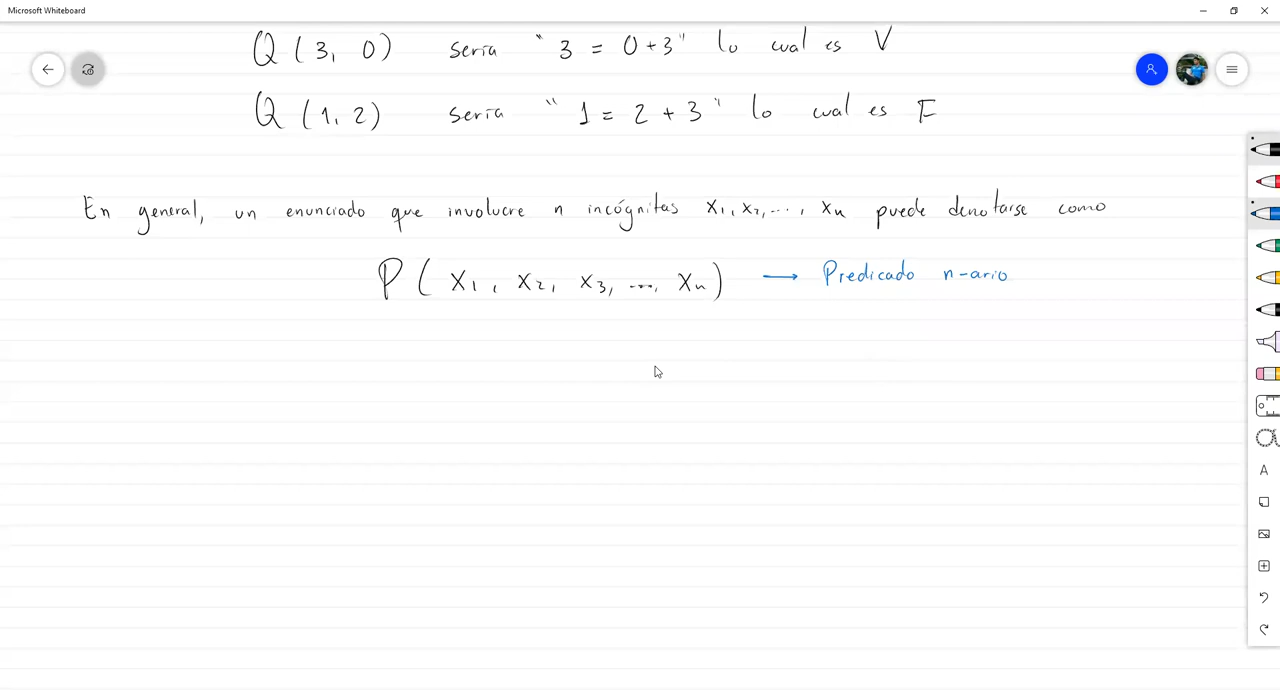 Microsoft Whiteboard
Q ( 3, 0 ) sería " 3 = 0 + 3 " lo cual es V
Q ( 1, 2 ) sería " 1 = 2 + 3 " lo cual es F
En general, un enunciado que involucre n incógnitas x₁, x₂, ..., xₙ puede denotarse como
P ( x₁, x₂, x₃, ..., xₙ ) → Predicado n-ario
A